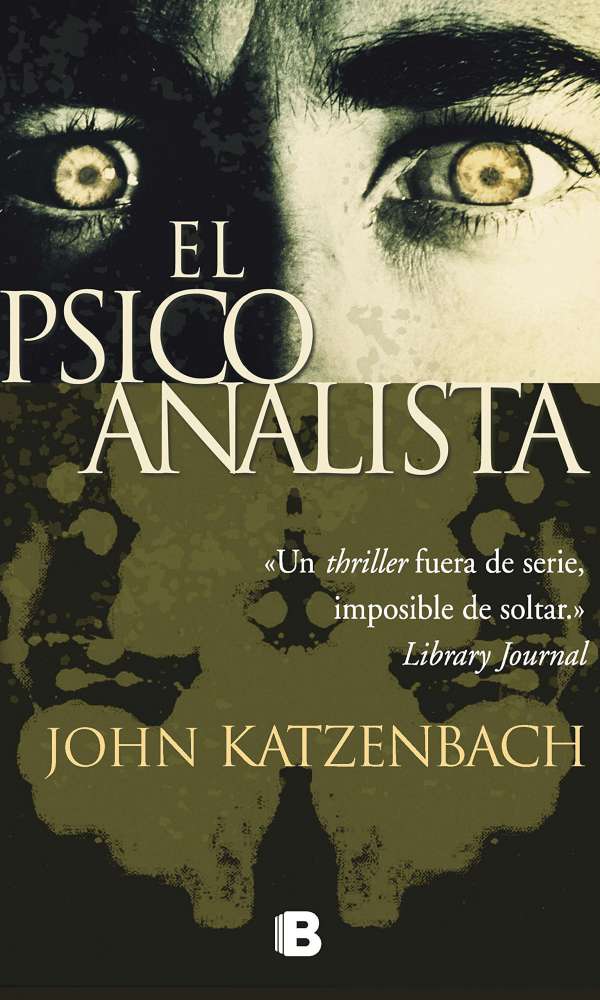 EL
PSICO
ANALISTA
«Un thriller fuera de serie,
imposible de soltar.»
Library Journal
JOHN KATZENBACH
B